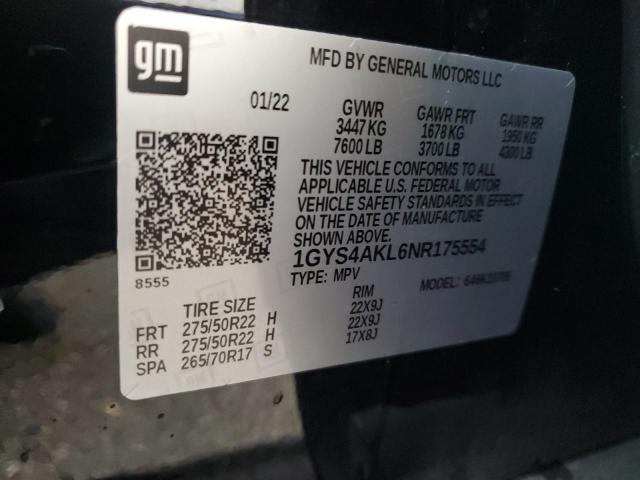 gm
MFD BY GENERAL MOTORS LLC
01/22 GVWR GAWR FRT GAWR RR
3447 KG 1678 KG 1950 KG
7600 LB 3700 LB 4300 LB
THIS VEHICLE CONFORMS TO ALL
APPLICABLE U.S. FEDERAL MOTOR
VEHICLE SAFETY STANDARDS IN EFFECT
ON THE DATE OF MANUFACTURE
SHOWN ABOVE.
1GYS4AKL6NR175554
8555 TYPE: MPV MODEL:
TIRE SIZE RIM
FRT 275/50R22 H 22X9J
RR 275/50R22 H 22X9J
SPA 265/70R17 S 17X8J